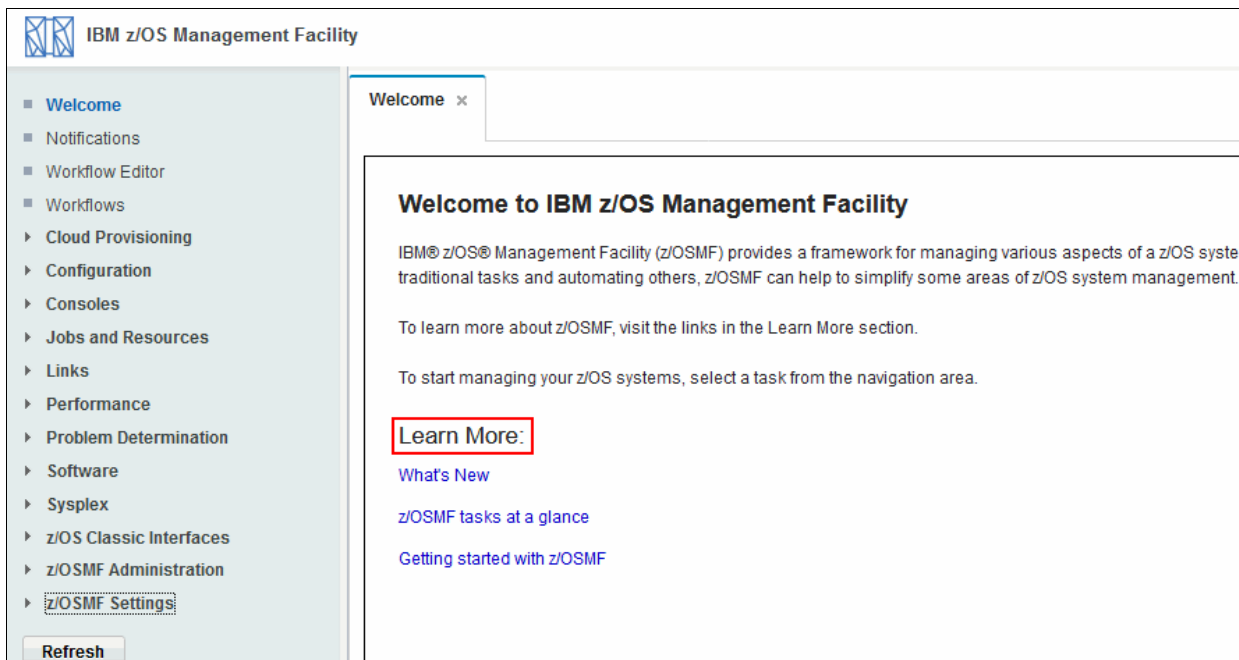 IBM z/OS Management Facility
Welcome
Notifications
Workflow Editor
Workflows
Cloud Provisioning
Configuration
Consoles
Jobs and Resources
Links
Performance
Problem Determination
Software
Sysplex
z/OS Classic Interfaces
z/OSMF Administration
z/OSMF Settings
Refresh
Welcome ×
Welcome to IBM z/OS Management Facility
IBM® z/OS® Management Facility (z/OSMF) provides a framework for managing various aspects of a z/OS syste
traditional tasks and automating others, z/OSMF can help to simplify some areas of z/OS system management.
To learn more about z/OSMF, visit the links in the Learn More section.
To start managing your z/OS systems, select a task from the navigation area.
Learn More:
What's New
z/OSMF tasks at a glance
Getting started with z/OSMF